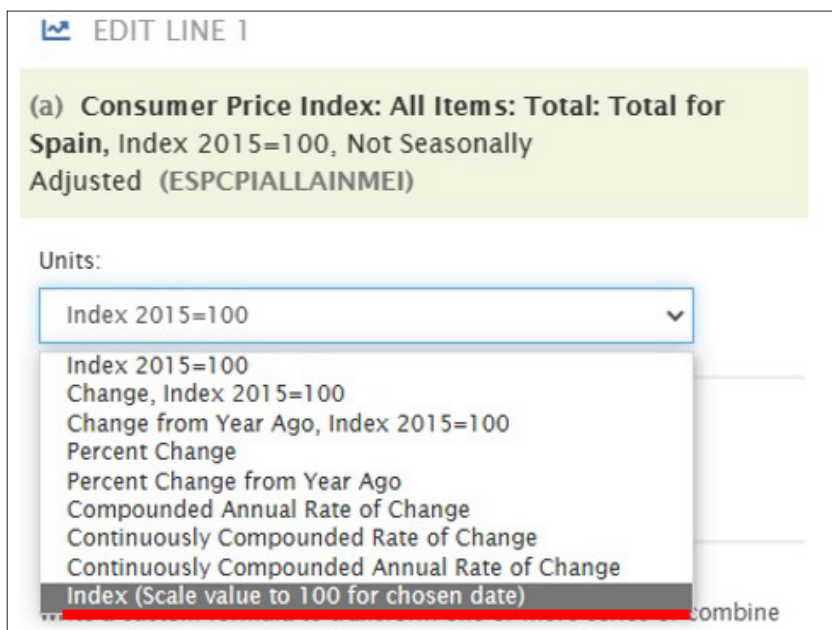 EDIT LINE 1
(a) Consumer Price Index: All Items: Total: Total for
Spain, Index 2015=100, Not Seasonally
Adjusted (ESPCPIALLAINMEI)
Units:
Index 2015=100
Index 2015=100
Change, Index 2015=100
Change from Year Ago, Index 2015=100
Percent Change
Percent Change from Year Ago
Compounded Annual Rate of Change
Continuously Compounded Rate of Change
Continuously Compounded Annual Rate of Change
Index (Scale value to 100 for chosen date)
combine